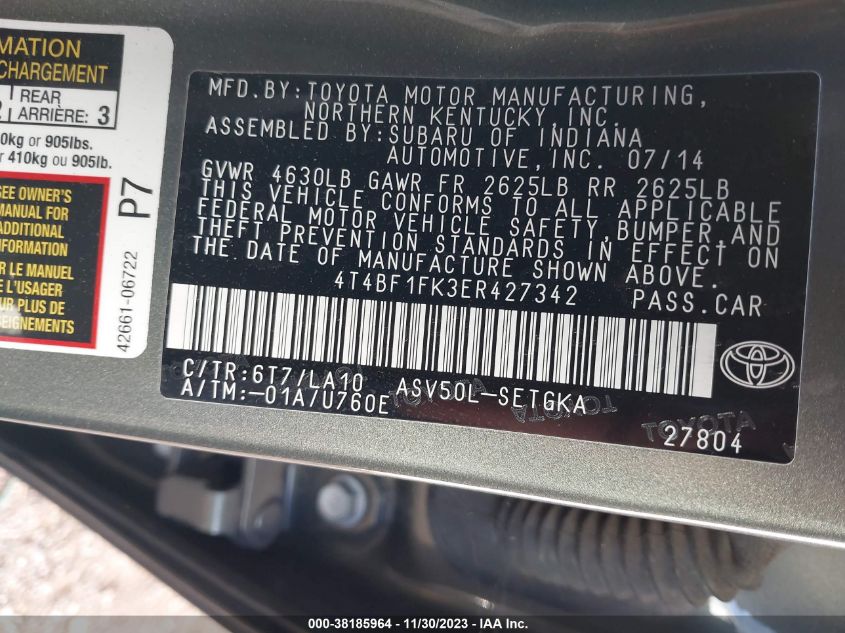 MATION
CHARGEMENT
REAR
ARRIÈRE: 3
0kg or 905lbs.
r 410kg ou 905lb.
SEE OWNER'S
MANUAL FOR
ADDITIONAL
INFORMATION
R LE MANUEL
E L'USAGER
UR PLUS DE
SEIGNEMENTS
P7
42661-06722
MFD.BY:TOYOTA MOTOR MANUFACTURING,
NORTHERN KENTUCKY,INC.
ASSEMBLED BY:SUBARU OF INDIANA
AUTOMOTIVE,INC. 07/14
GVWR 4630LB GAWR FR 2625LB RR 2625LB
THIS VEHICLE CONFORMS TO ALL APPLICABLE
FEDERAL MOTOR VEHICLE SAFETY,BUMPER,AND
THEFT PREVENTION STANDARDS IN EFFECT ON
THE DATE OF MANUFACTURE SHOWN ABOVE.
4T4BF1FK3ER427342 PASS.CAR
C/TR:6T7/LA10 ASV50L-SETGKA
A/TM:-01A/U760E
TOYOTA
TOYOTA
TOYOTA
27804
000-38185964 - 11/30/2023 - IAA Inc.